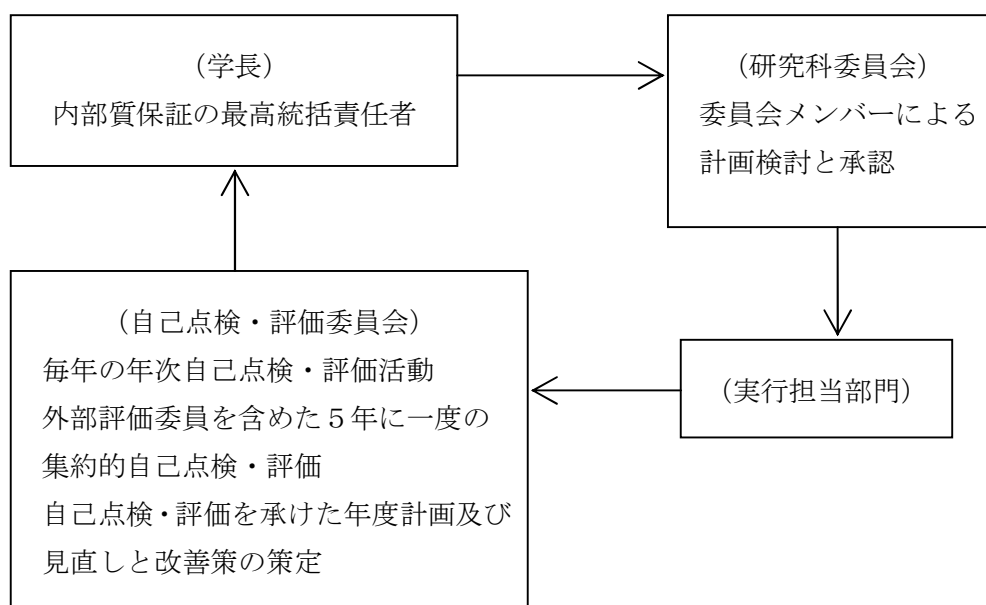 （学長）
内部質保証の最高統括責任者
（研究科委員会）
委員会メンバーによる
計画検討と承認
（自己点検・評価委員会）
毎年の年次自己点検・評価活動
外部評価委員を含めた５年に一度の
集約的自己点検・評価
自己点検・評価を承けた年度計画及び
見直しと改善策の策定
（実行担当部門）